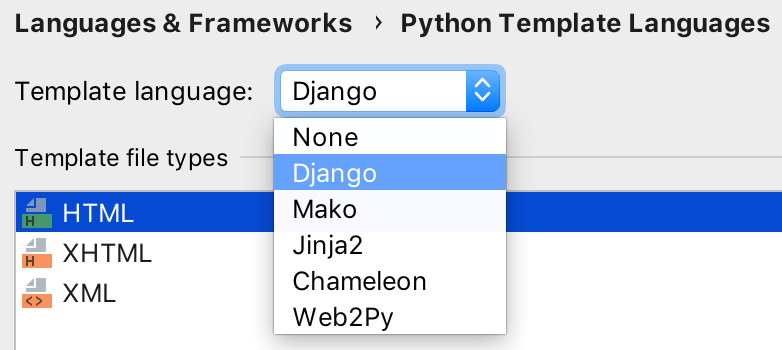 Languages & Frameworks › Python Template Languages
Template language: Django
None
Template file types
Django
Mako
HTML
Jinja2
XHTML
Chameleon
XML
Web2Py